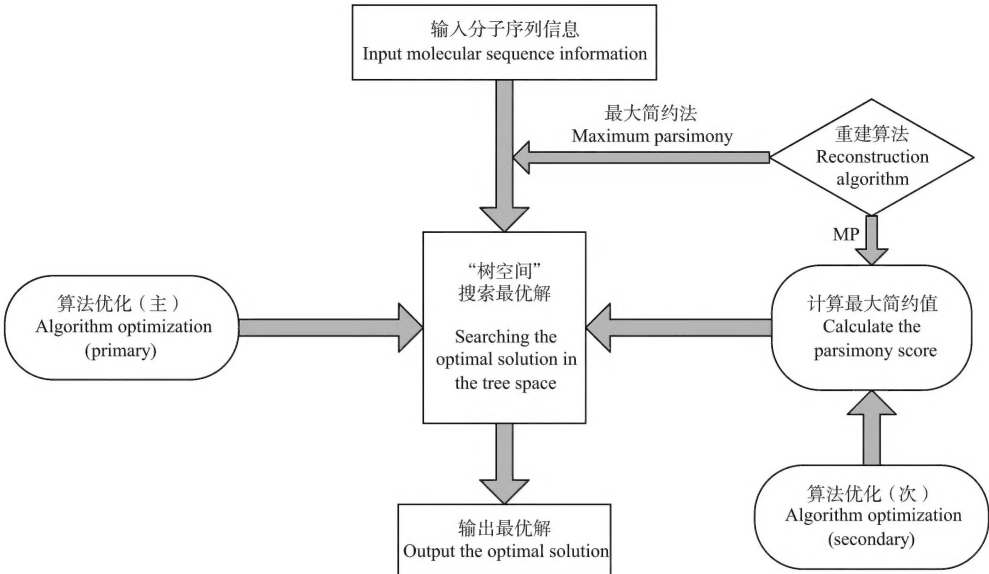 输入分子序列信息
Input molecular sequence information
最大简约法
Maximum parsimony
重建算法
Reconstruction
algorithm
MP
“树空间”
搜索最优解
Searching the
optimal solution in
the tree space
算法优化（主）
Algorithm optimization
(primary)
计算最大简约值
Calculate the
parsimony score
算法优化（次）
Algorithm optimization
(secondary)
输出最优解
Output the optimal solution